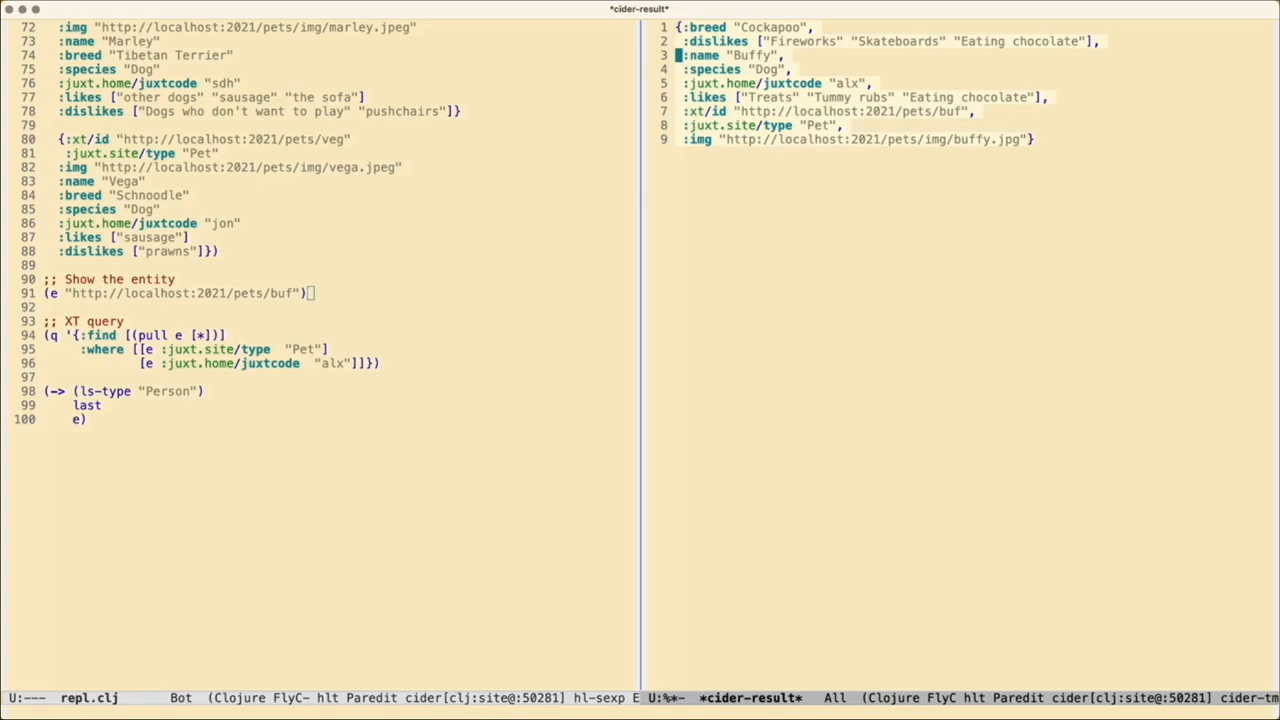 *cider-result*
72 :img "http://localhost:2021/pets/img/marley.jpeg"
73 :name "Marley"
74 :breed "Tibetan Terrier"
75 :species "Dog"
76 :juxt.home/juxtcode "sdh"
77 :likes ["other dogs" "sausage" "the sofa"]
78 :dislikes ["Dogs who don't want to play" "pushchairs"]}
79
80 {:xt/id "http://localhost:2021/pets/veg"
81 :juxt.site/type "Pet"
82 :img "http://localhost:2021/pets/img/vega.jpeg"
83 :name "Vega"
84 :breed "Schnoodle"
85 :species "Dog"
86 :juxt.home/juxtcode "jon"
87 :likes ["sausage"]
88 :dislikes ["prawns"]})
89
90 ;; Show the entity
91 (e "http://localhost:2021/pets/buf")
92
93 ;; XT query
94 (q '{:find [(pull e [*])]
95 :where [[e :juxt.site/type "Pet"]
96 [e :juxt.home/juxtcode "alx"]]})
97
98 (-> (ls-type "Person")
99 last
100 e)
U:--- repl.clj Bot (Clojure FlyC- hlt Paredit cider[clj:site@:50281] hl-sexp E
1 {:breed "Cockapoo",
2 :dislikes ["Fireworks" "Skateboards" "Eating chocolate"],
3 :name "Buffy",
4 :species "Dog",
5 :juxt.home/juxtcode "alx",
6 :likes ["Treats" "Tummy rubs" "Eating chocolate"],
7 :xt/id "http://localhost:2021/pets/buf",
8 :juxt.site/type "Pet",
9 :img "http://localhost:2021/pets/img/buffy.jpg"}
U:%*- *cider-result* All (Clojure FlyC hlt Paredit cider[clj:site@:50281] cider-tm